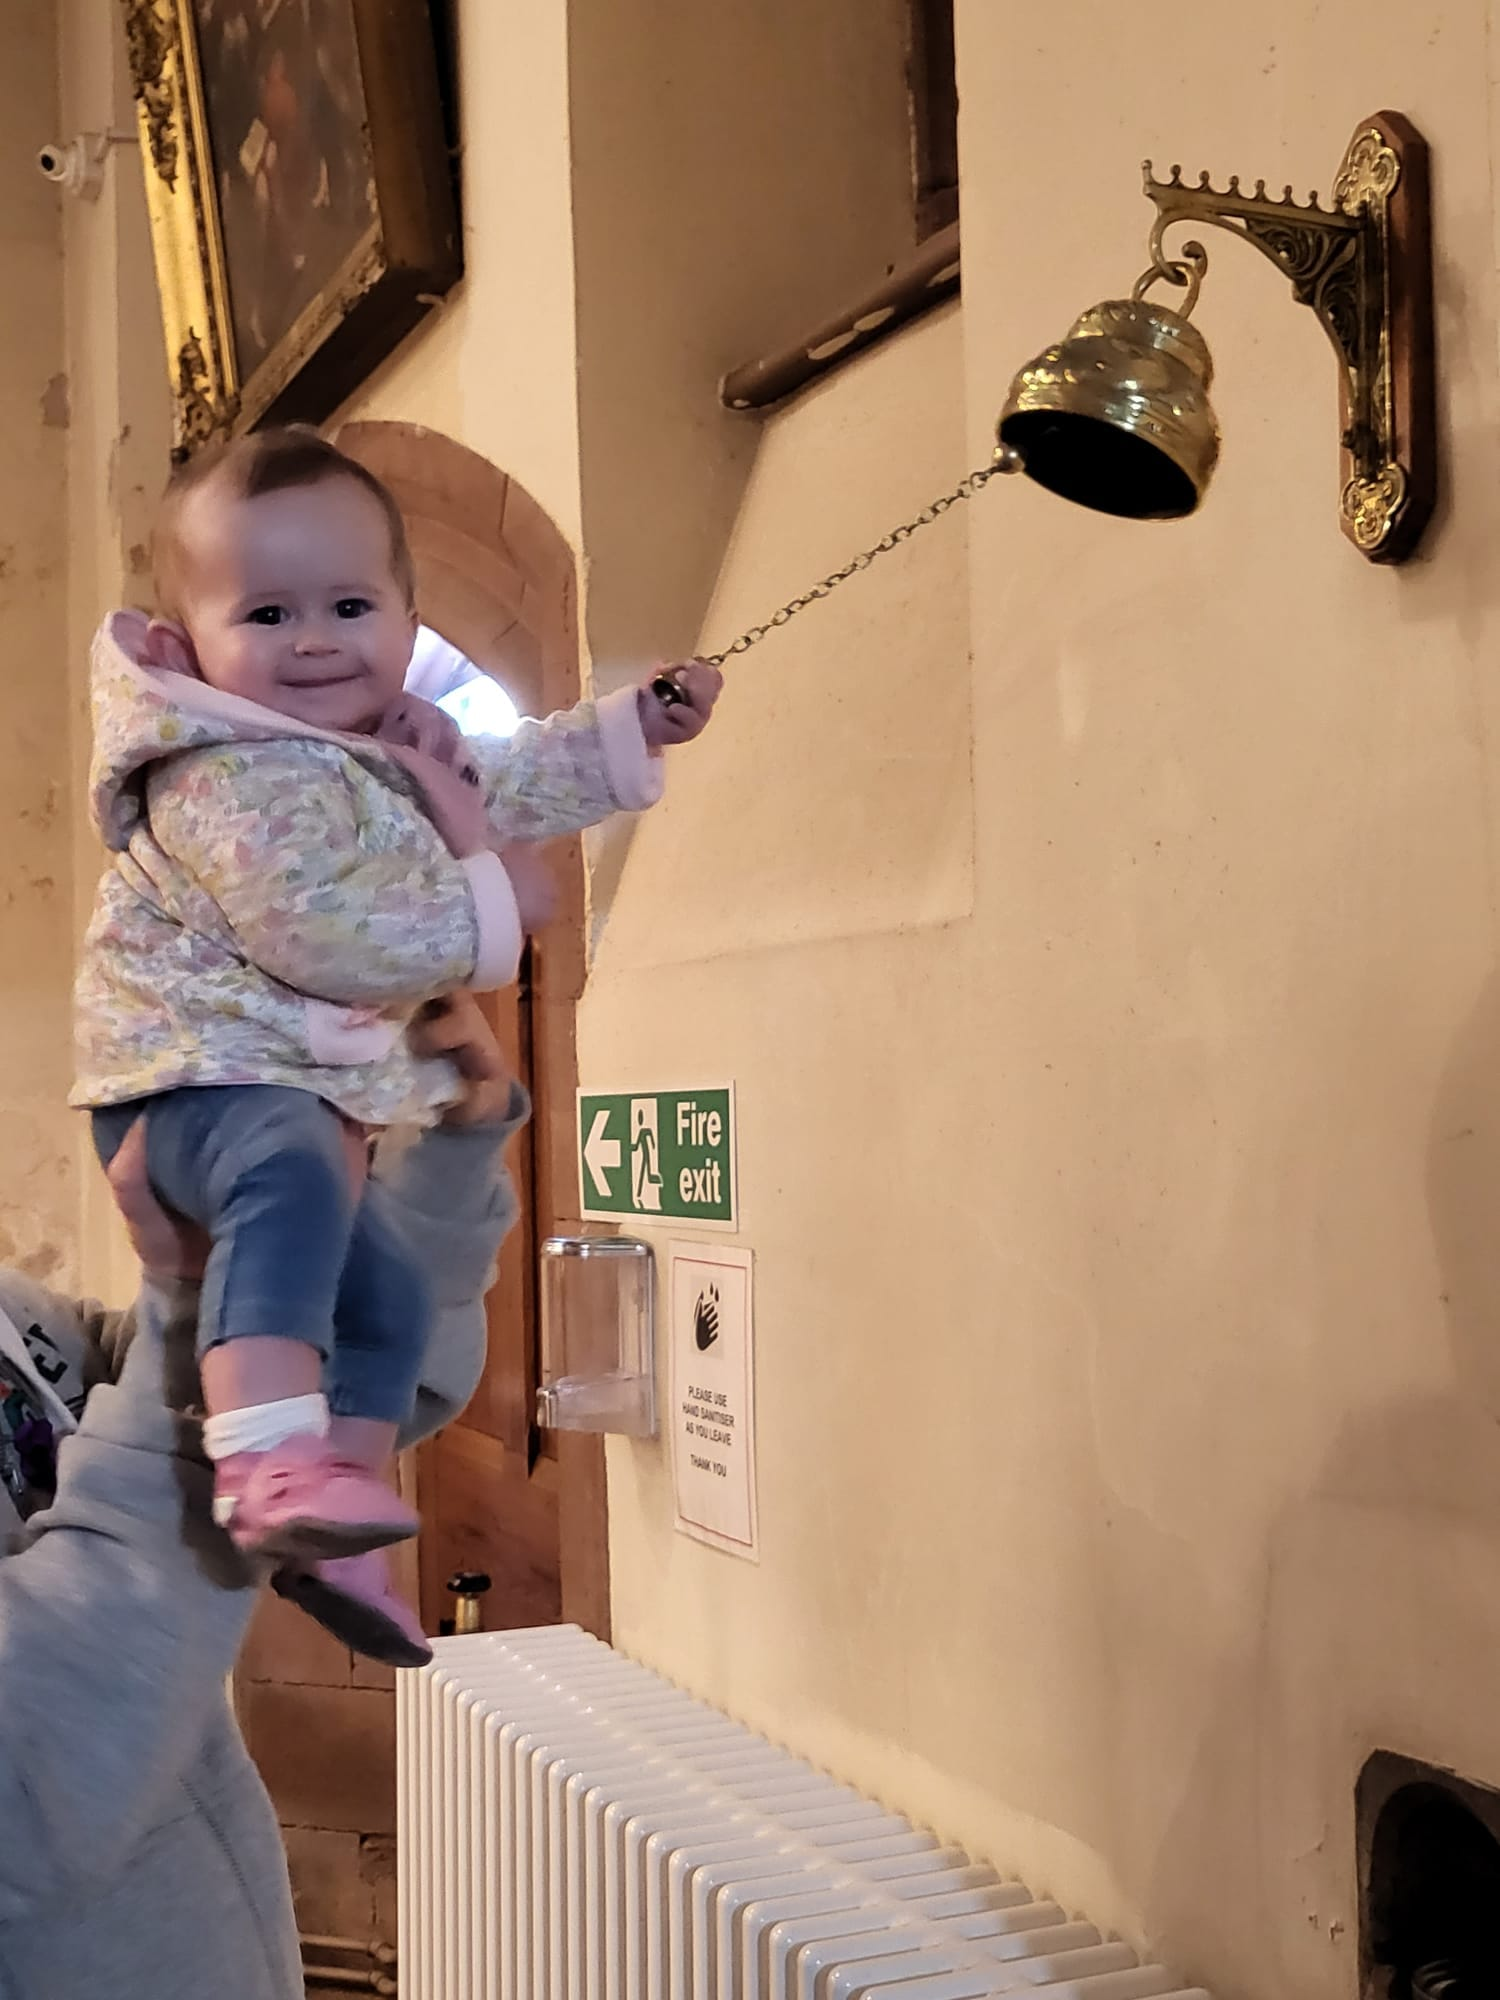 Fire
exit
PLEASE USE
HAND SANITISER
AS YOU LEAVE
THANK YOU